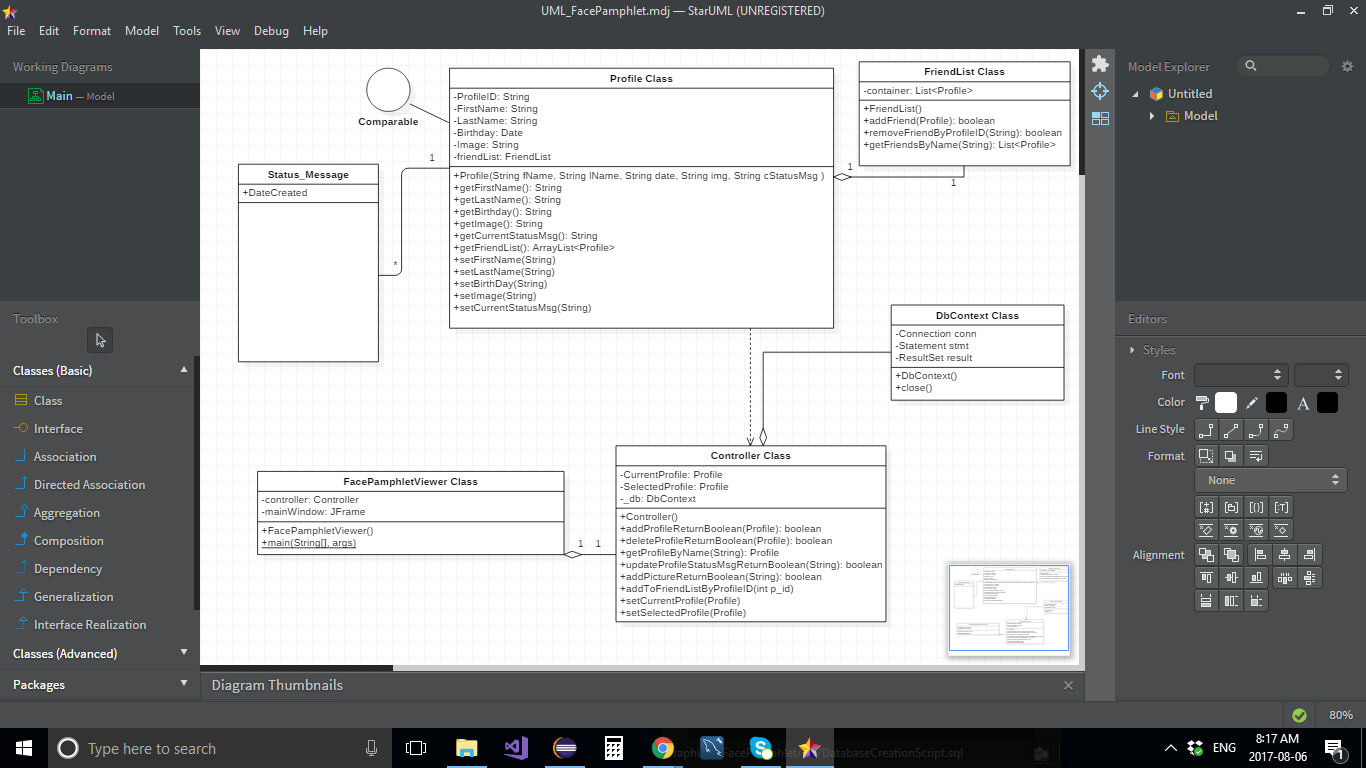 UML_FacePamphlet.mdj — StarUML (UNREGISTERED)
File Edit Format Model Tools View Debug Help
Working Diagrams
Main — Model
Toolbox
Classes (Basic)
Class
Interface
Association
Directed Association
Aggregation
Composition
Dependency
Generalization
Interface Realization
Classes (Advanced)
Packages
Comparable
Profile Class
-ProfileID: String
-FirstName: String
-LastName: String
-Birthday: Date
-Image: String
-friendList: FriendList
+Profile(String fName, String lName, String date, String img, String cStatusMsg )
+getFirstName(): String
+getLastName(): String
+getBirthday(): String
+getImage(): String
+getCurrentStatusMsg(): String
+getFriendList(): ArrayList<Profile>
+setFirstName(String)
+setLastName(String)
+setBirthDay(String)
+setImage(String)
+setCurrentStatusMsg(String)
FriendList Class
-container: List<Profile>
+FriendList()
+addFriend(Profile): boolean
+removeFriendByProfileID(String): boolean
+getFriendsByName(String): List<Profile>
1
1
1
*
Status_Message
+DateCreated
DbContext Class
-Connection conn
-Statement stmt
-ResultSet result
+DbContext()
+close()
FacePamphletViewer Class
-controller: Controller
-mainWindow: JFrame
+FacePamphletViewer()
+main(String[], args)
1 1
Controller Class
-CurrentProfile: Profile
-SelectedProfile: Profile
-_db: DbContext
+Controller()
+addProfileReturnBoolean(Profile): boolean
+deleteProfileReturnBoolean(Profile): boolean
+getProfileByName(String): Profile
+updateProfileStatusMsgReturnBoolean(String): boolean
+addPictureReturnBoolean(String): boolean
+addToFriendListByProfileID(int p_id)
+setCurrentProfile(Profile)
+setSelectedProfile(Profile)
Diagram Thumbnails
Model Explorer
Untitled
Model
Editors
Styles
Font
Color
A
Line Style
Format
None
Alignment
80%
Type here to search
DatabaseCreationScript.sql
ENG
8:17 AM
2017-08-06
1